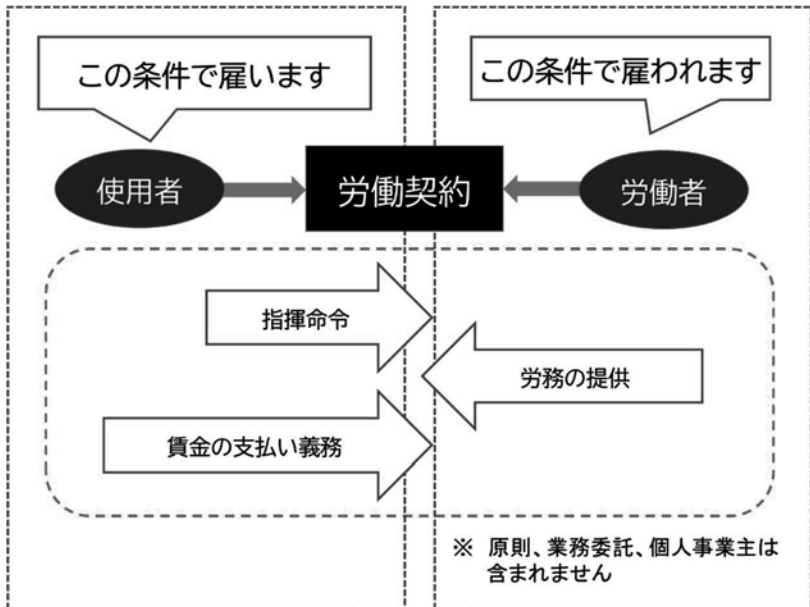 この条件で雇います
この条件で雇われます
使用者
労働契約
労働者
指揮命令
労務の提供
賃金の支払い義務
※ 原則、業務委託、個人事業主は
含まれません